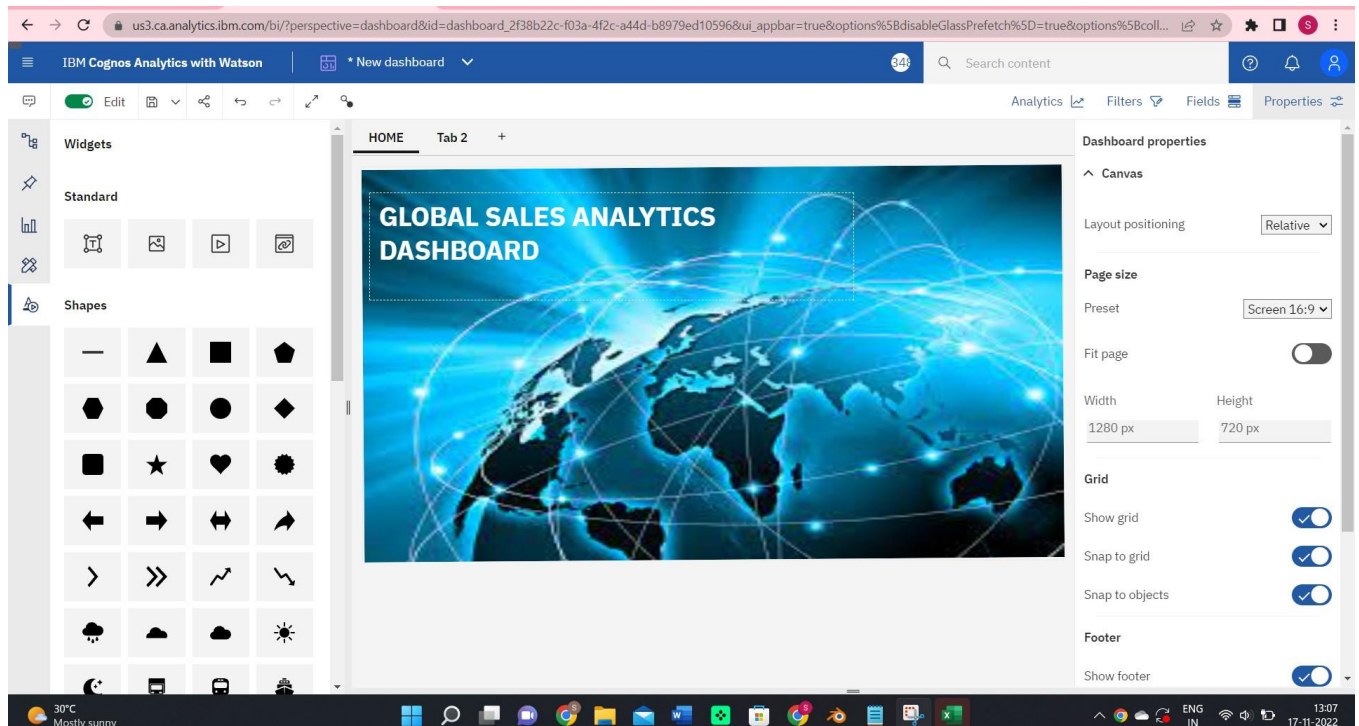 us3.ca.analytics.ibm.com/bi/?perspective=dashboard&id=dashboard_2f38b22c-f03a-4f2c-a44d-b8979ed10596&ui_appbar=true&options%5BdisableGlassPrefetch%5D=true&options%5Bcoll...
S
IBM Cognos Analytics with Watson
* New dashboard
348
Search content
Edit
Analytics
Filters
Fields
Properties
Widgets
Standard
Shapes
HOME
Tab 2
+
GLOBAL SALES ANALYTICS
DASHBOARD
Dashboard properties
Canvas
Layout positioning
Relative
Page size
Preset
Screen 16:9
Fit page
Width
Height
1280 px
720 px
Grid
Show grid
Snap to grid
Snap to objects
Footer
Show footer
30°C
Mostly sunny
ENG
IN
13:07
17-11-2022